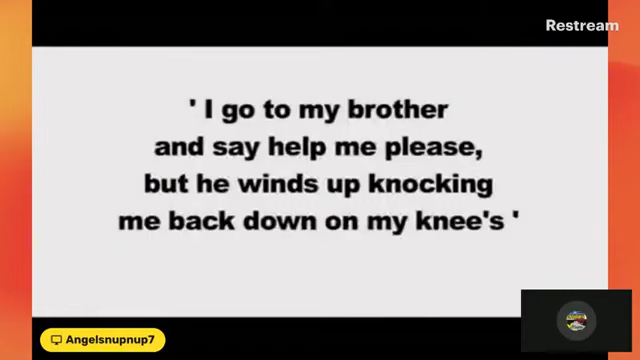 Restream
' I go to my brother
and say help me please,
but he winds up knocking
me back down on my knee's '
Angelsnupnup7